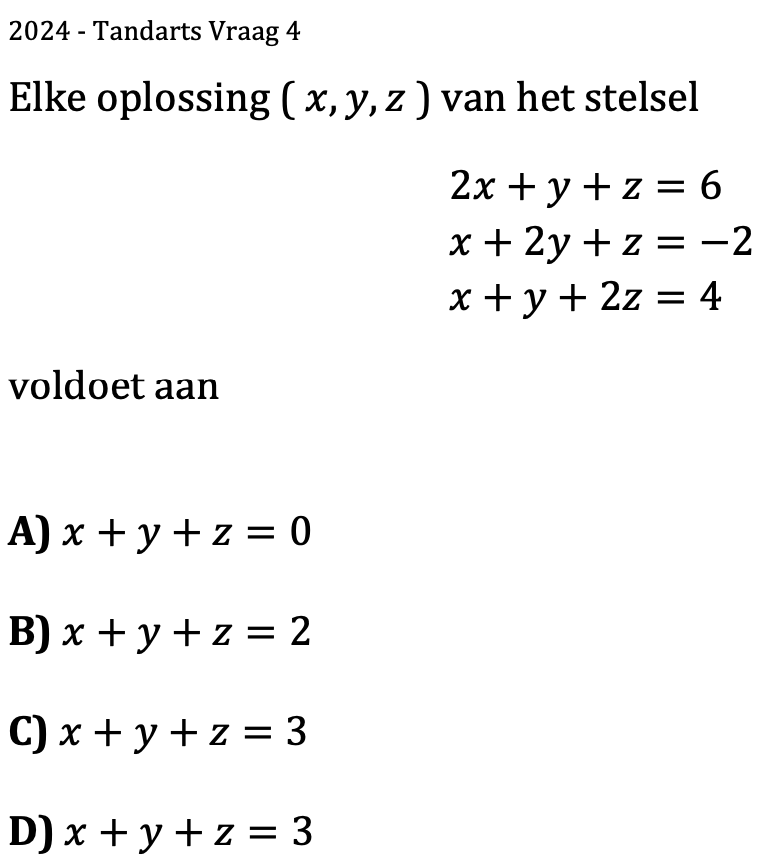 2024 - Tandarts Vraag 4
Elke oplossing ( x, y, z ) van het stelsel
2x + y + z = 6
x + 2y + z = −2
x + y + 2z = 4
voldoet aan
A) x + y + z = 0
B) x + y + z = 2
C) x + y + z = 3
D) x + y + z = 3